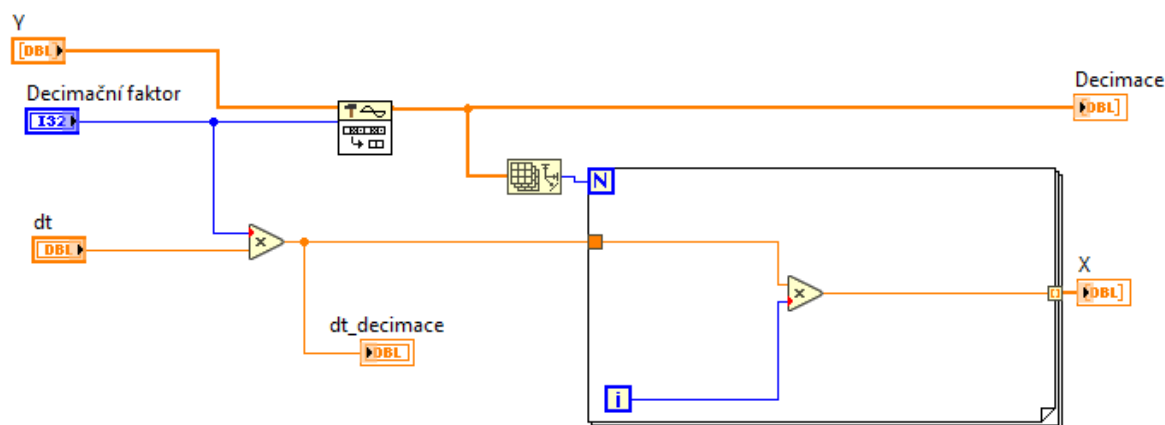 Y
[DBL]
Decimační faktor
I32
Decimace
DBL]
N
dt
DBL
×
X
×
DBL]
dt_decimace
DBL
i